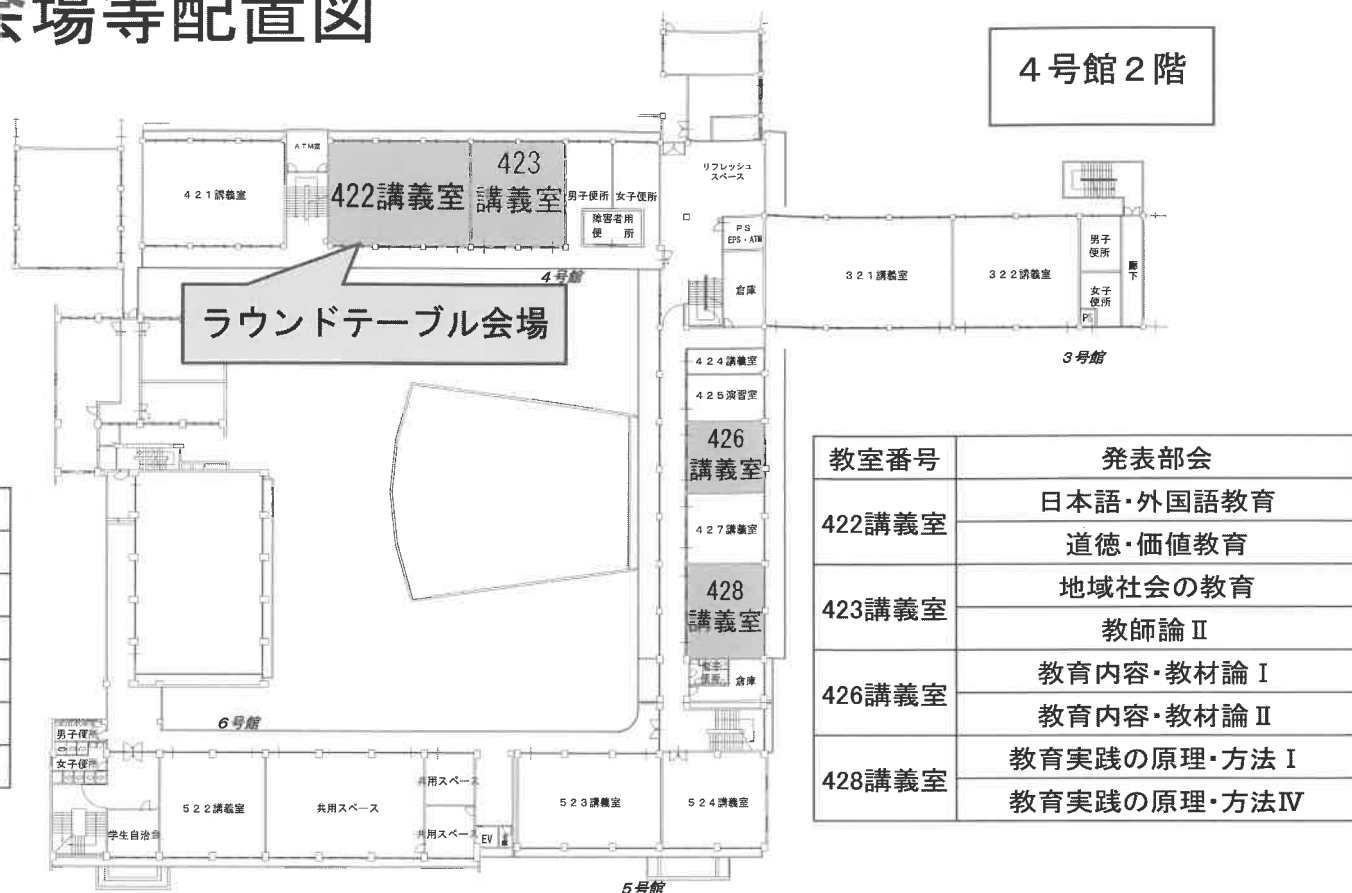 会場等配置図
4号館2階
ATM室
421講義室
422講義室
423
講義室
男子便所
女子便所
障害者用
便 所
リフレッシュ
スペース
PS
EPS・ATM
倉庫
321講義室
322講義室
男子
便所
女子
便所
廊下
PS
4号館
3号館
ラウンドテーブル会場
424講義室
425演習室
426
講義室
427講義室
428
講義室
便所
倉庫
教室番号
発表部会
422講義室
日本語・外国語教育
道徳・価値教育
423講義室
地域社会の教育
教師論Ⅱ
426講義室
教育内容・教材論Ⅰ
教育内容・教材論Ⅱ
428講義室
教育実践の原理・方法Ⅰ
教育実践の原理・方法Ⅳ
6号館
男子便所
女子便所
学生自治会
522講義室
共用スペース
共用スペース
共用スペース
EV
523講義室
524講義室
5号館